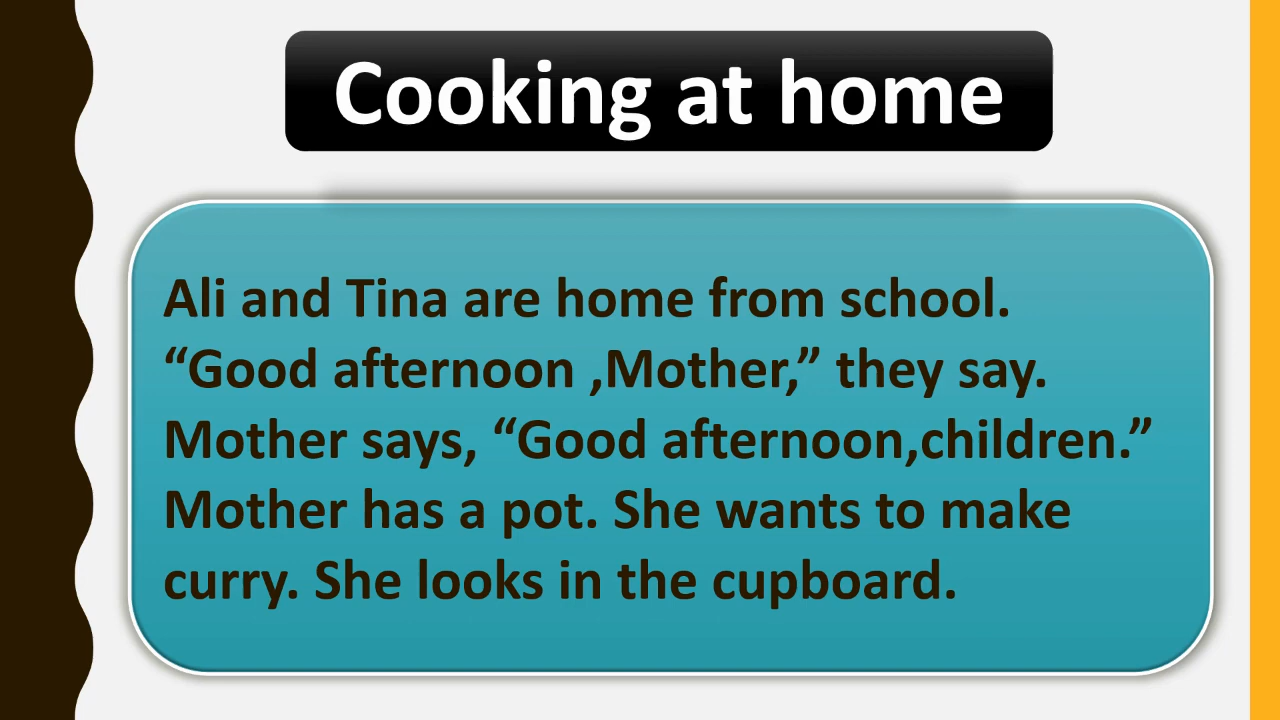 Cooking at home
Ali and Tina are home from school.
“Good afternoon ,Mother,” they say.
Mother says, “Good afternoon,children.”
Mother has a pot. She wants to make
curry. She looks in the cupboard.